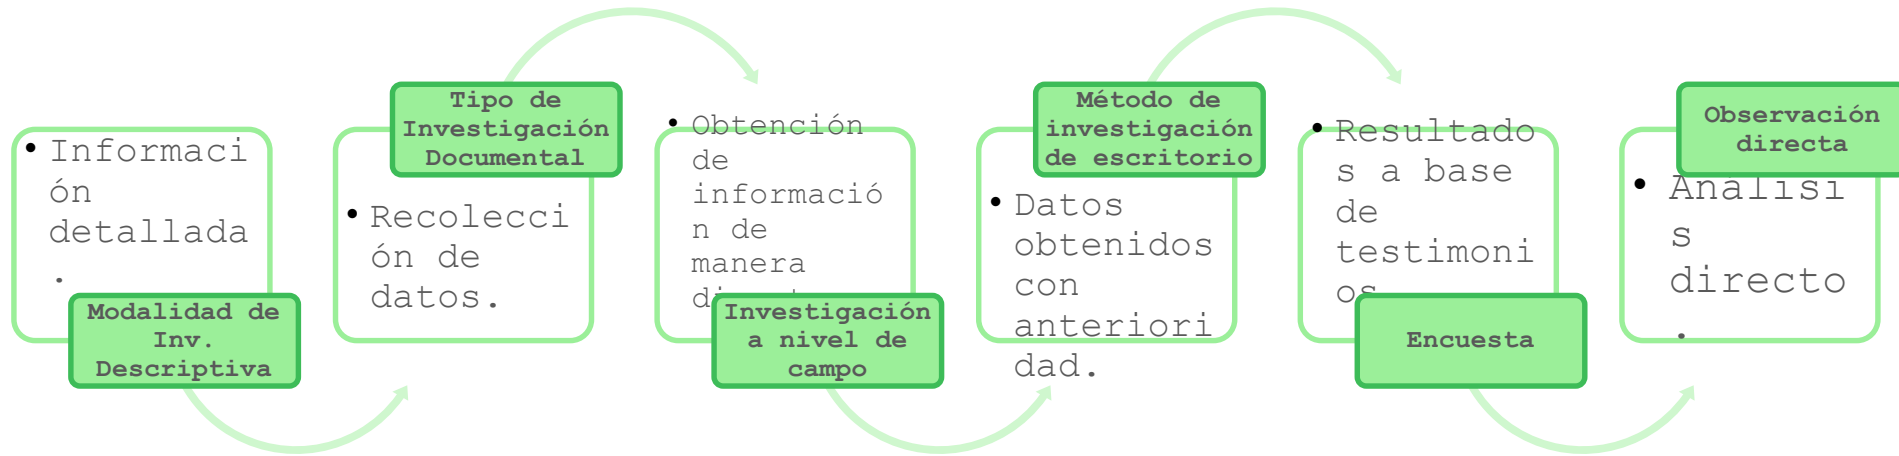 • Informaci
ón
detallada
.
Modalidad de
Inv.
Descriptiva
Tipo de
Investigación
Documental
• Recolecci
ón de
datos.
• Obtención
de
informació
n de
manera
Investigación
a nivel de
campo
Método de
investigación
de escritorio
• Datos
obtenidos
con
anteriori
dad.
• Resultado
s a base
de
testimoni
os
Encuesta
Observación
directa
• Analisi
s
directo
.